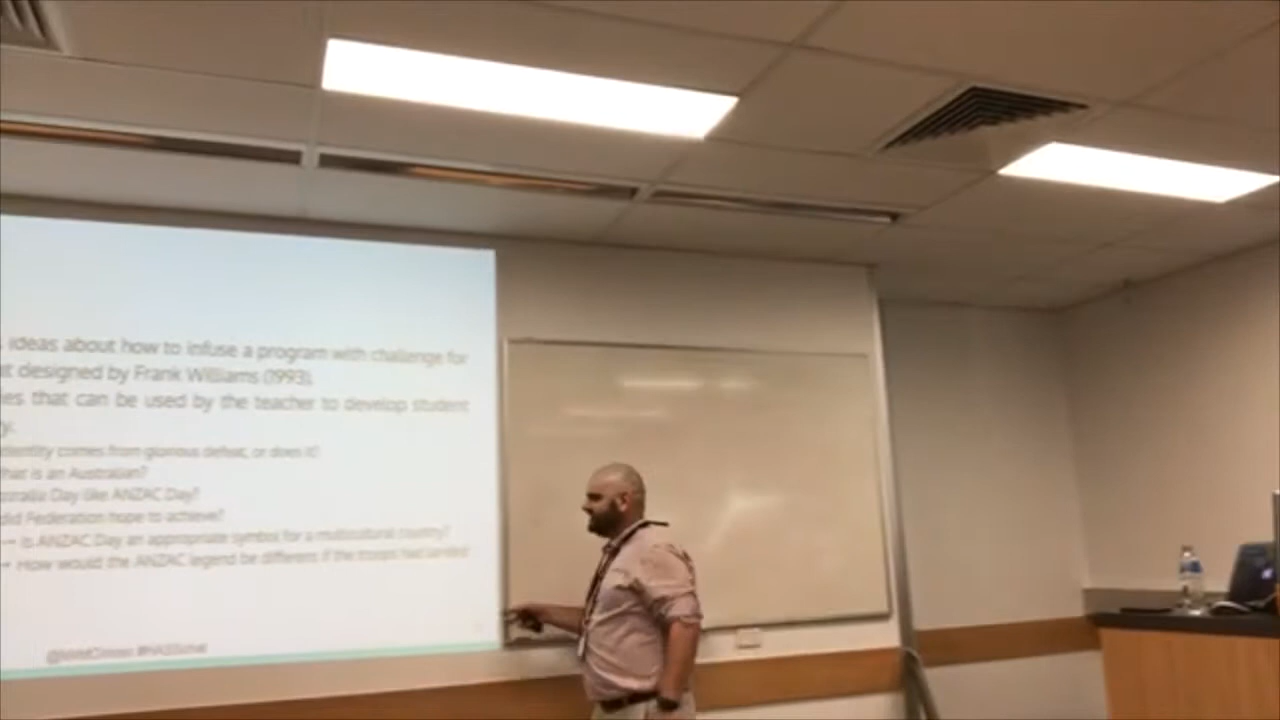 ideas about how to infuse a program with challenge for
at designed by Frank Williams (1993).
ies that can be used by the teacher to develop student
y.
identity comes from glorious defeat, or does it?
hat is an Australian?
stralia Day like ANZAC Day?
did Federation hope to achieve?
is ANZAC Day an appropriate symbol for a multicultural country?
How would the ANZAC legend be different if the troops had landed